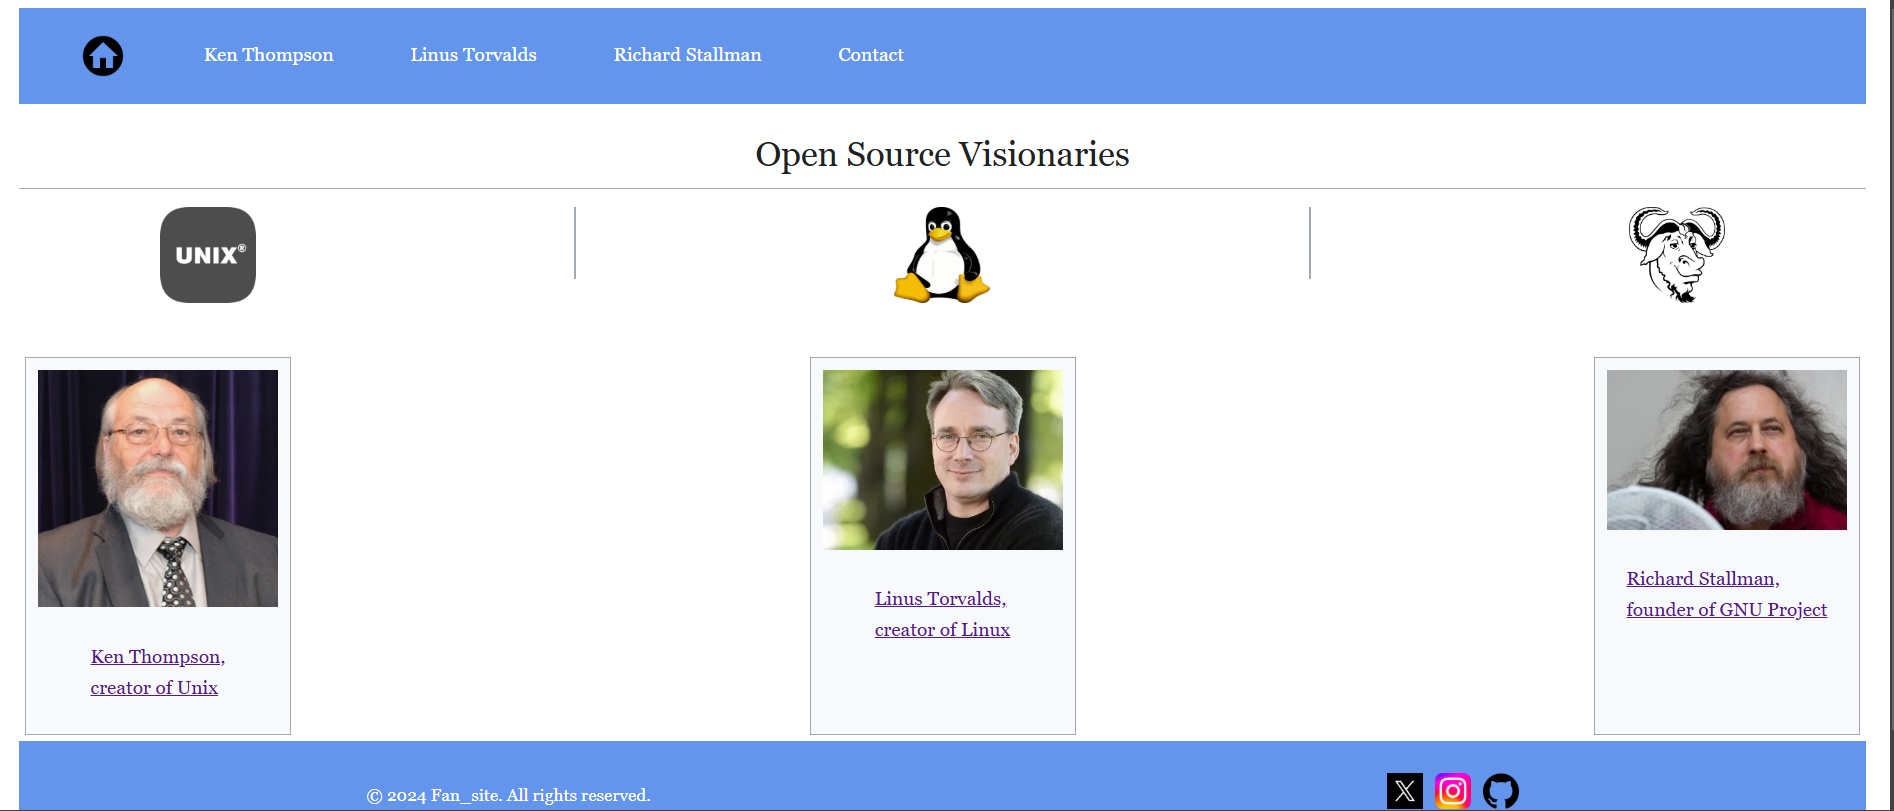 Ken Thompson Linus Torvalds Richard Stallman Contact
Open Source Visionaries
UNIX®
Ken Thompson,
creator of Unix
Linus Torvalds,
creator of Linux
Richard Stallman,
founder of GNU Project
© 2024 Fan_site. All rights reserved.